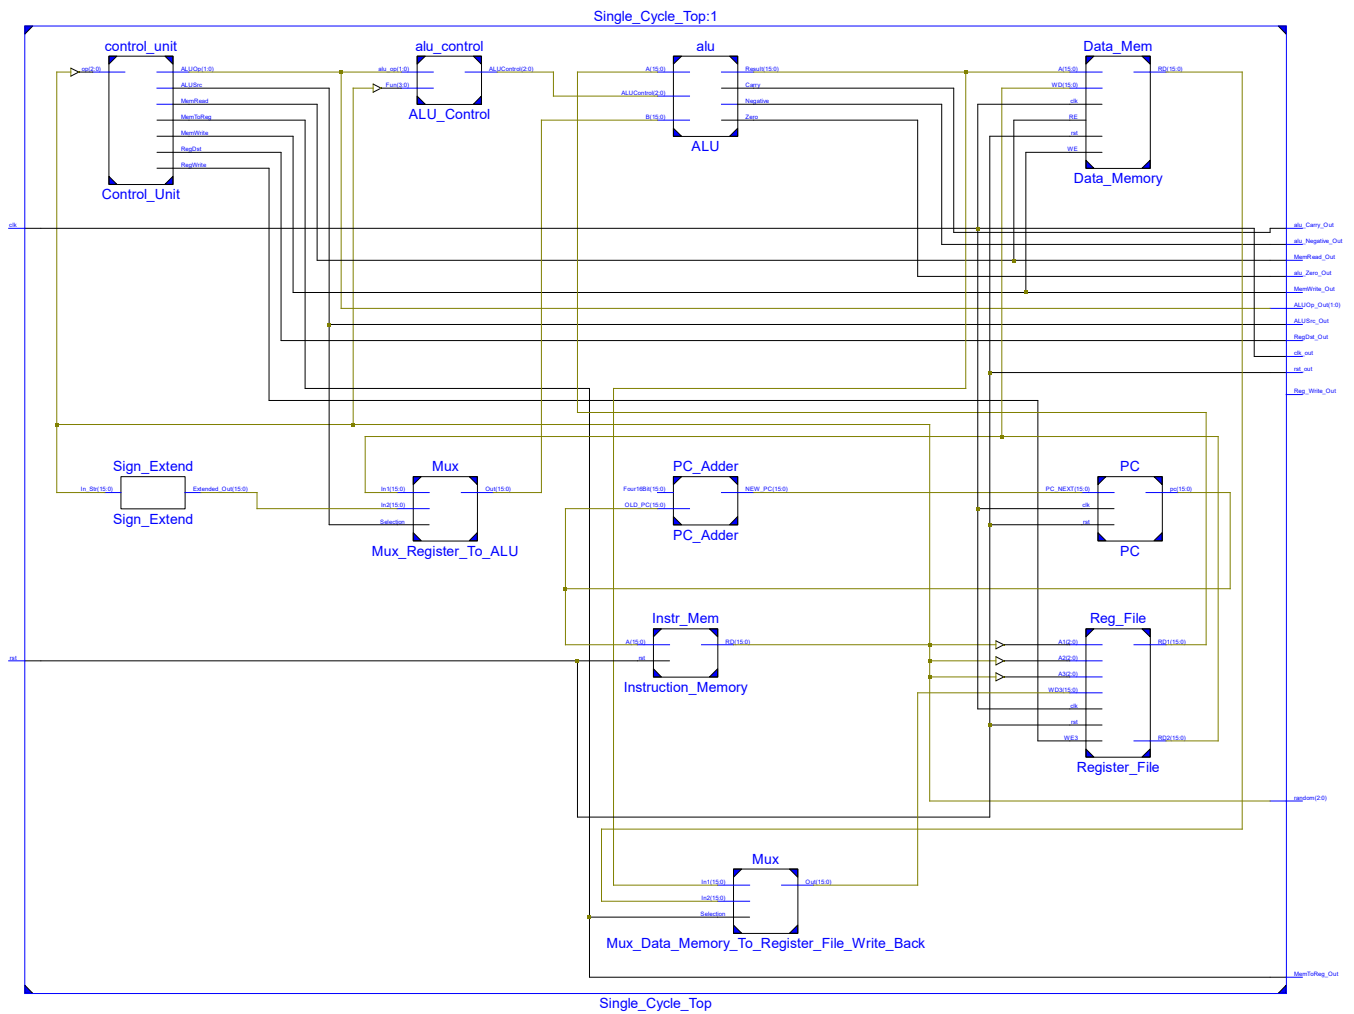 Single_Cycle_Top:1
control_unit
op(2:0)
ALUOp(1:0)
ALUSrc
MemRead
MemToReg
MemWrite
RegDst
RegWrite
Control_Unit
alu_control
alu_op(1:0)
Fun(3:0)
ALUControl(2:0)
ALU_Control
alu
A(15:0)
ALUControl(2:0)
B(15:0)
Result(15:0)
Carry
Negative
Zero
ALU
Data_Mem
A(15:0)
WD(15:0)
clk
RE
rst
WE
RD(15:0)
Data_Memory
clk
alu_Carry_Out
alu_Negative_Out
MemRead_Out
alu_Zero_Out
MemWrite_Out
ALUOp_Out(1:0)
ALUSrc_Out
RegDst_Out
clk_out
rst_out
Reg_Write_Out
Sign_Extend
In_Str(15:0)
Extended_Out(15:0)
Sign_Extend
Mux
In1(15:0)
In2(15:0)
Selection
Out(15:0)
Mux_Register_To_ALU
PC_Adder
Four16Bit(15:0)
OLD_PC(15:0)
NEW_PC(15:0)
PC_Adder
PC
PC_NEXT(15:0)
clk
rst
pc(15:0)
PC
Instr_Mem
A(15:0)
rst
RD(15:0)
Instruction_Memory
Reg_File
A1(2:0)
A2(2:0)
A3(2:0)
WD3(15:0)
clk
rst
WE3
RD1(15:0)
RD2(15:0)
Register_File
rst
random(2:0)
Mux
In1(15:0)
In2(15:0)
Selection
Out(15:0)
Mux_Data_Memory_To_Register_File_Write_Back
MemToReg_Out
Single_Cycle_Top